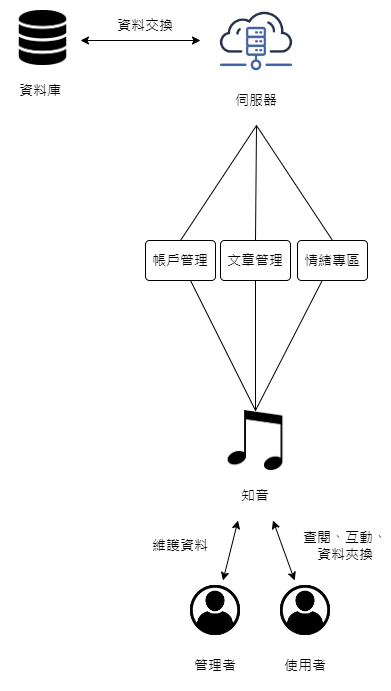 資料交換
資料庫
伺服器
帳戶管理
文章管理
情緒專區
知音
維護資料
查閱、互動、
資料夾換
管理者
使用者